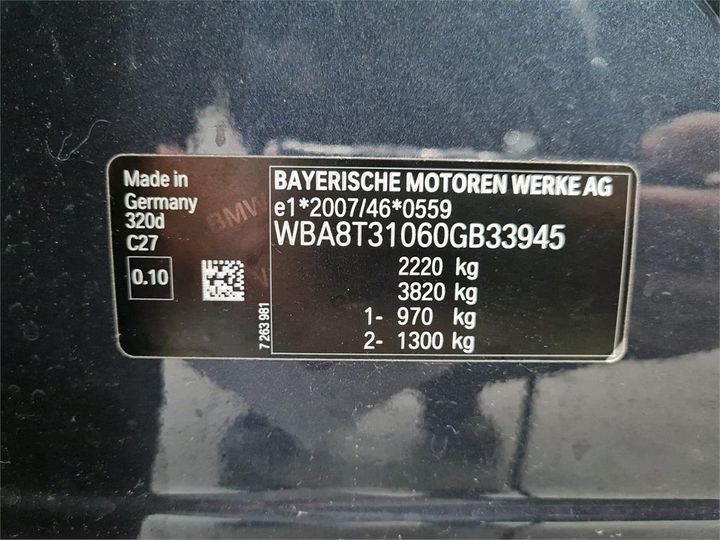 Made in
Germany
320d
C27
0.10
BMW
7 263 981
BAYERISCHE MOTOREN WERKE AG
e1*2007/46*0559
WBA8T31060GB33945
2220 kg
3820 kg
1- 970 kg
2- 1300 kg